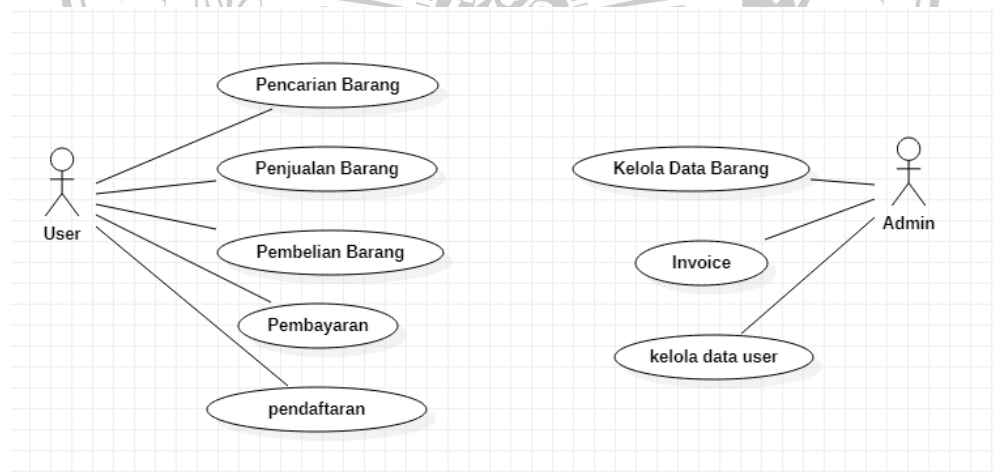 Pencarian Barang
Penjualan Barang
Pembelian Barang
Pembayaran
pendaftaran
User
Kelola Data Barang
Invoice
kelola data user
Admin